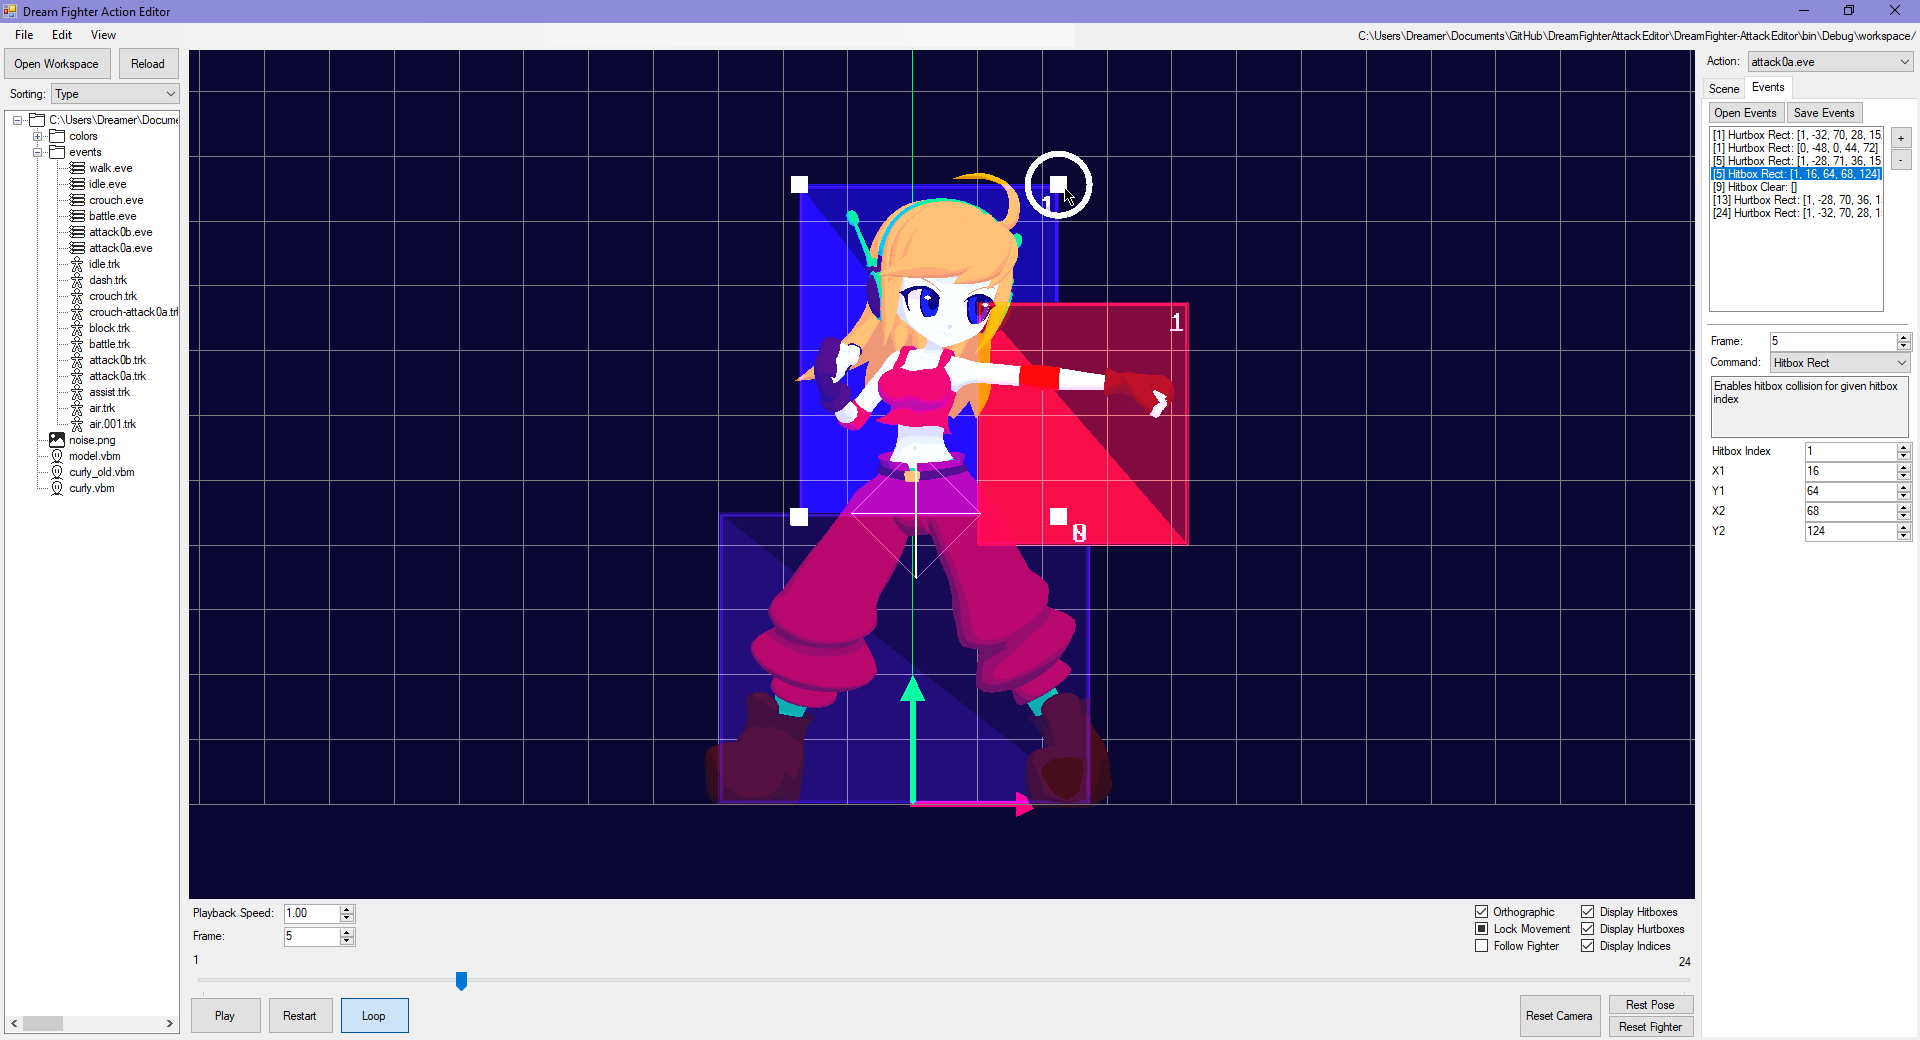 Dream Fighter Action Editor
File Edit View
C:\Users\Dreamer\Documents\GitHub\DreamFighterAttackEditor\DreamFighter-AttackEditor\bin\Debug\workspace/
Open Workspace Reload
Sorting: Type
C:\Users\Dreamer\Docume
colors
events
walk.eve
idle.eve
crouch.eve
battle.eve
attack0b.eve
attack0a.eve
idle.trk
dash.trk
crouch.trk
crouch-attack0a.trl
block.trk
battle.trk
attack0b.trk
attack0a.trk
assist.trk
air.trk
air.001.trk
noise.png
model.vbm
curly_old.vbm
curly.vbm
1
1
Playback Speed: 1.00
Frame: 5
1
24
Play Restart Loop
Orthographic Display Hitboxes
Lock Movement Display Hurtboxes
Follow Fighter Display Indices
Reset Camera
Rest Pose
Reset Fighter
Action: attack0a.eve
Scene Events
Open Events Save Events
[1] Hurtbox Rect: [1, -32, 70, 28, 15
[1] Hurtbox Rect: [0, -48, 0, 44, 72]
[5] Hurtbox Rect: [1, -28, 71, 36, 15
[5] Hitbox Rect: [1, 16, 64, 68, 124]
[9] Hitbox Clear: []
[13] Hurtbox Rect: [1, -28, 70, 36, 1
[24] Hurtbox Rect: [1, -32, 70, 28, 1
+
-
Frame: 5
Command: Hitbox Rect
Enables hitbox collision for given hitbox
index
Hitbox Index 1
X1 16
Y1 64
X2 68
Y2 124